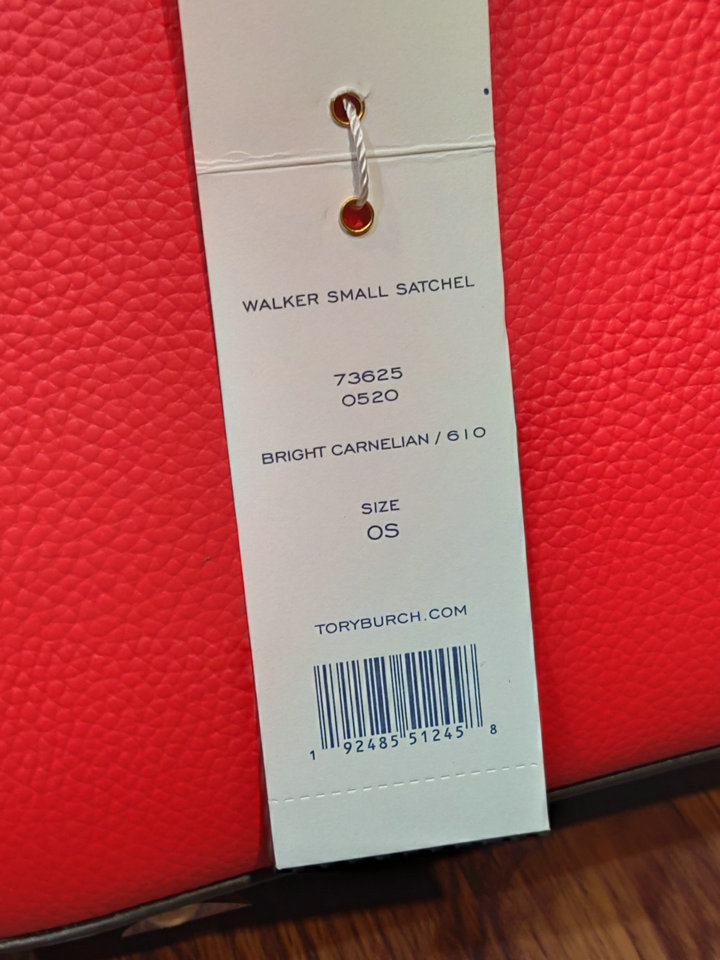 WALKER SMALL SATCHEL
73625
0520
BRIGHT CARNELIAN / 610
SIZE
OS
TORYBURCH.COM
1 92485 51245 8